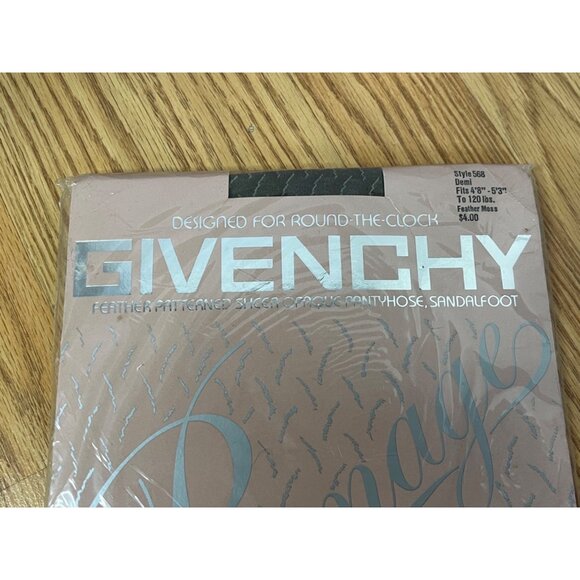 Style 568
Demi
Fits 4'8" - 5'3"
To 120 lbs.
Feather Moss
$4.00
DESIGNED FOR ROUND-THE-CLOCK
GIVENCHY
FEATHER PATTERNED SHEER OPAQUE PANTYHOSE, SANDALFOOT